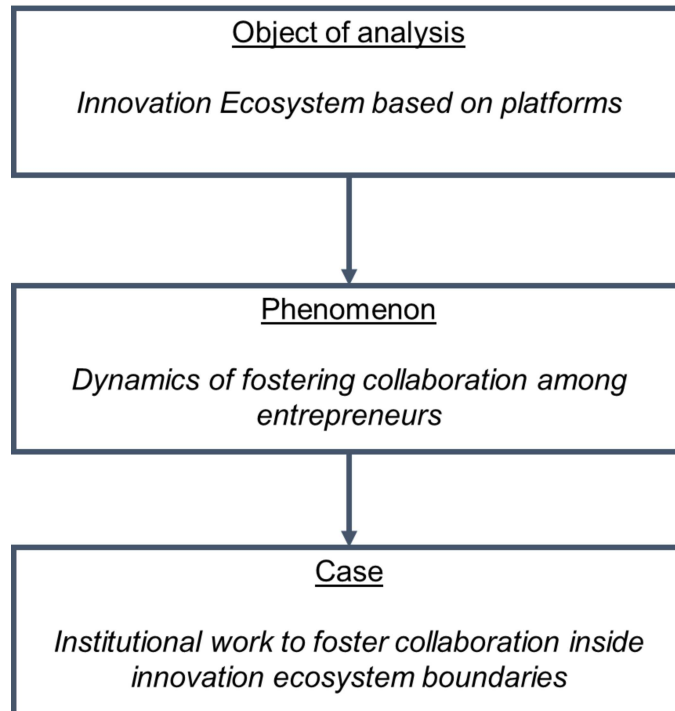 Object of analysis
Innovation Ecosystem based on platforms
Phenomenon
Dynamics of fostering collaboration among
entrepreneurs
Case
Institutional work to foster collaboration inside
innovation ecosystem boundaries